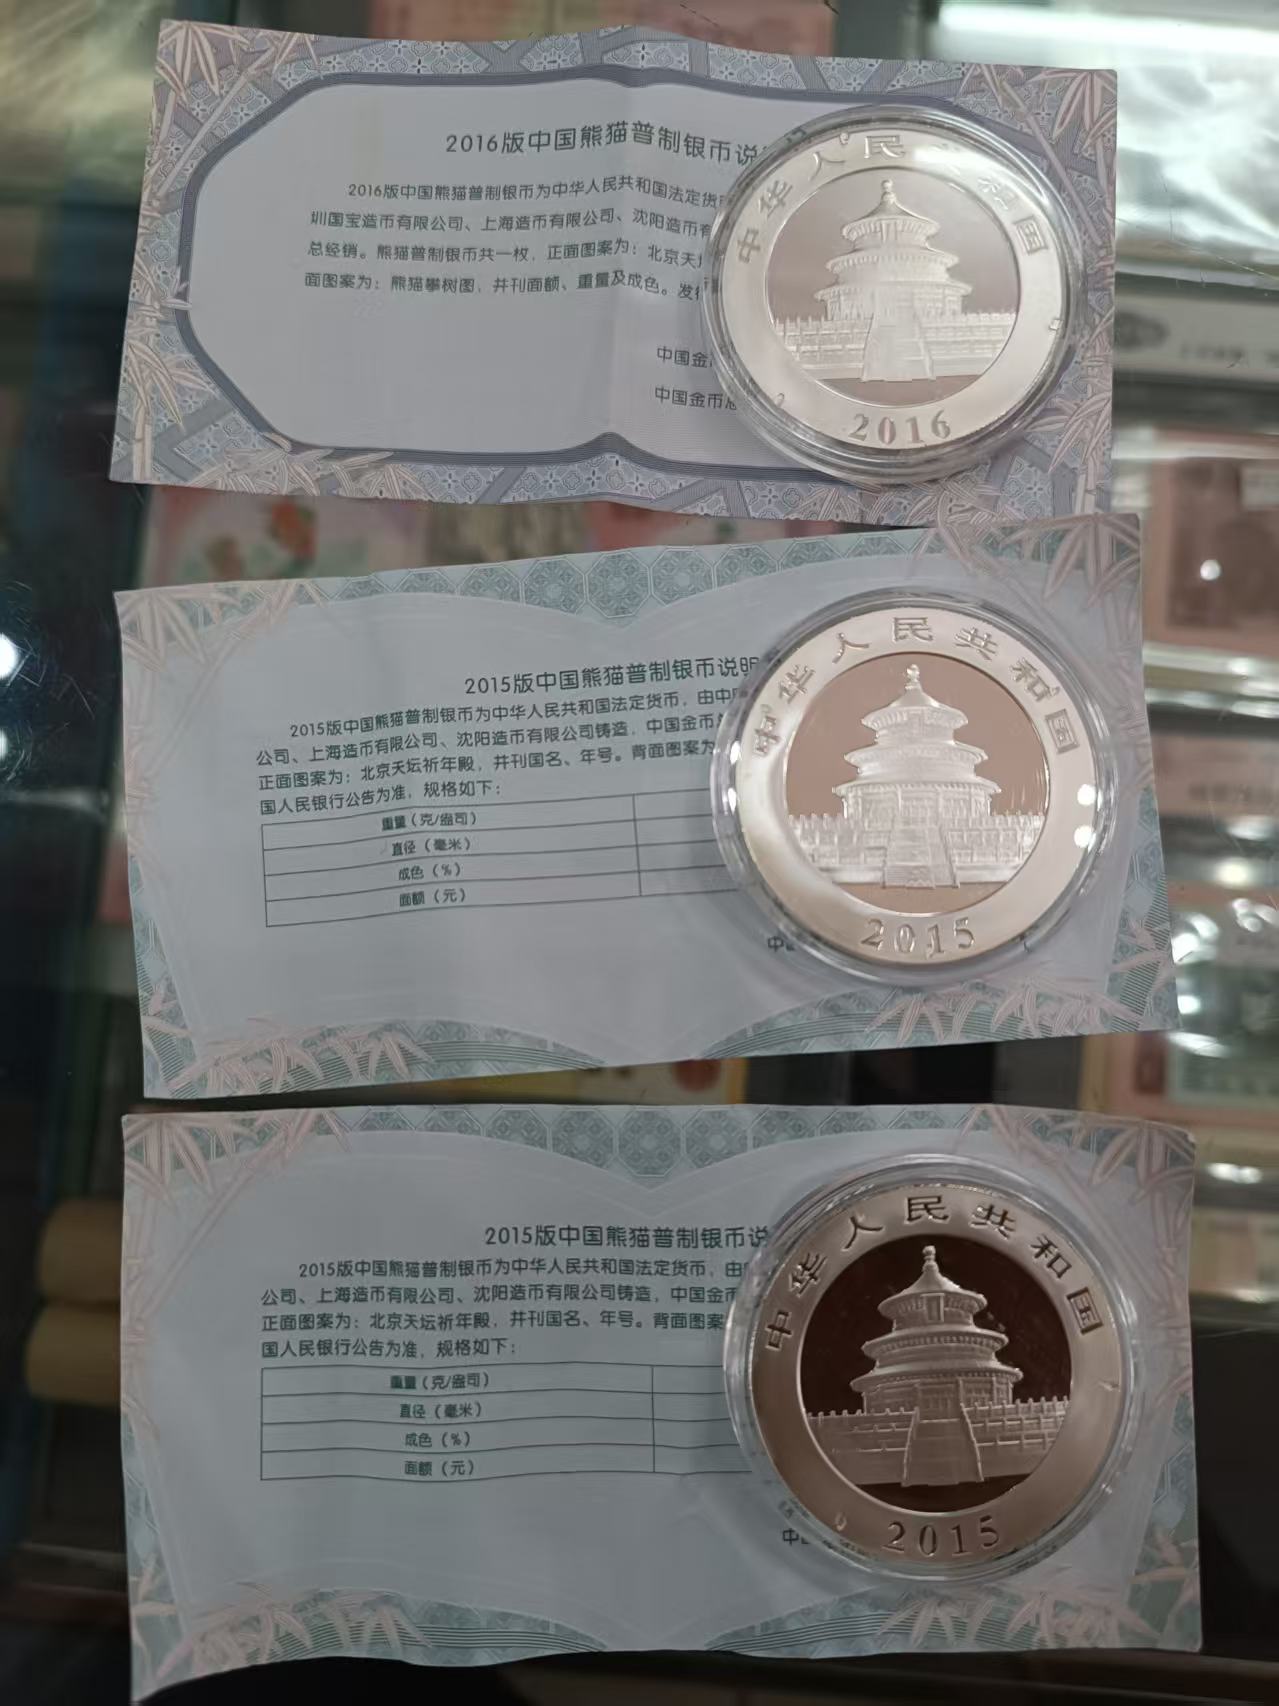 2016版中国熊猫普制银币说
2016版中国熊猫普制银币为中华人民共和国法定货
圳国宝造币有限公司、上海造币有限公司、沈阳造币有
总经销。熊猫普制银币共一枚，正面图案为：北京天
面图案为：熊猫攀树图，并刊面额、重量及成色。发行
中国金
中国金币总
中华人民共和国
2016
2015版中国熊猫普制银币说明
2015版中国熊猫普制银币为中华人民共和国法定货币，由中
公司、上海造币有限公司、沈阳造币有限公司铸造，中国金币
正面图案为：北京天坛祈年殿，并刊国名、年号。背面图案为
国人民银行公告为准，规格如下：
重量（克/盎司）
直径（毫米）
成色（%）
面额（元）
中
中华人民共和国
2015
2015版中国熊猫普制银币说
2015版中国熊猫普制银币为中华人民共和国法定货币，由
公司、上海造币有限公司、沈阳造币有限公司铸造，中国金币
正面图案为：北京天坛祈年殿，并刊国名、年号。背面图案
国人民银行公告为准，规格如下：
重量（克/盎司）
直径（毫米）
成色（%）
面额（元）
中
中华人民共和国
2015